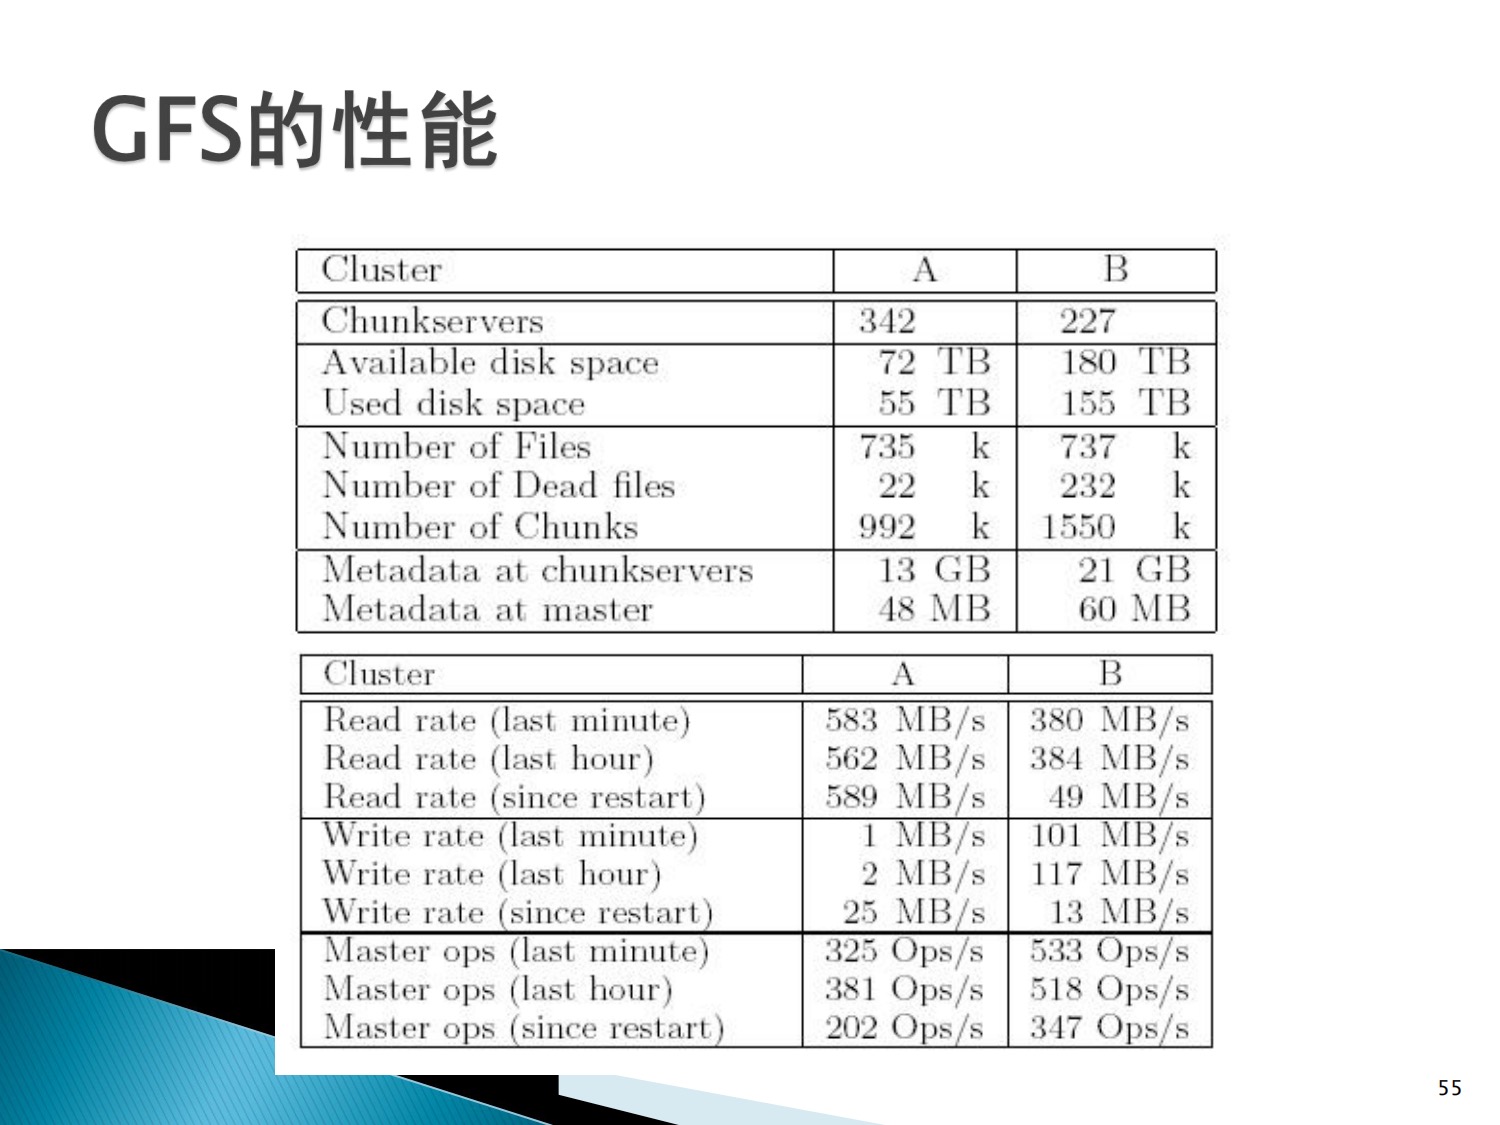 GFS的性能
Cluster A B
Chunkservers 342 227
Available disk space 72 TB 180 TB
Used disk space 55 TB 155 TB
Number of Files 735 k 737 k
Number of Dead files 22 k 232 k
Number of Chunks 992 k 1550 k
Metadata at chunkservers 13 GB 21 GB
Metadata at master 48 MB 60 MB
Cluster A B
Read rate (last minute) 583 MB/s 380 MB/s
Read rate (last hour) 562 MB/s 384 MB/s
Read rate (since restart) 589 MB/s 49 MB/s
Write rate (last minute) 1 MB/s 101 MB/s
Write rate (last hour) 2 MB/s 117 MB/s
Write rate (since restart) 25 MB/s 13 MB/s
Master ops (last minute) 325 Ops/s 533 Ops/s
Master ops (last hour) 381 Ops/s 518 Ops/s
Master ops (since restart) 202 Ops/s 347 Ops/s
55